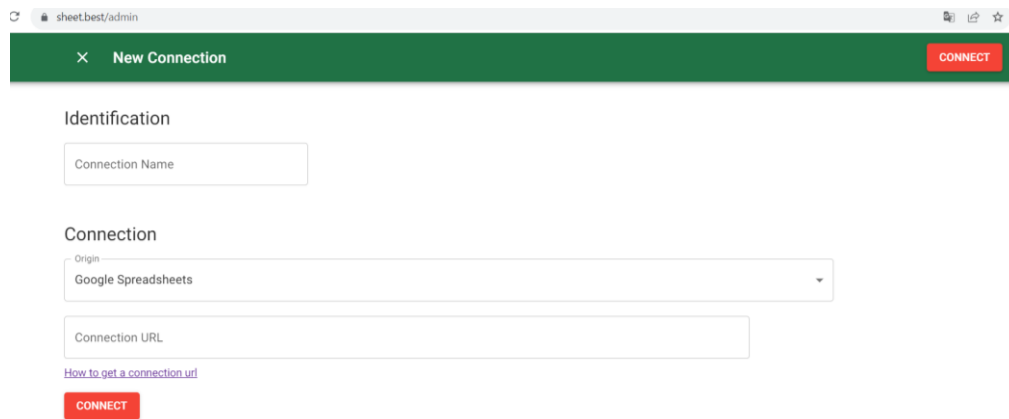 sheet.best/admin
New Connection
CONNECT
Identification
Connection Name
Connection
Origin
Google Spreadsheets
Connection URL
How to get a connection url
CONNECT